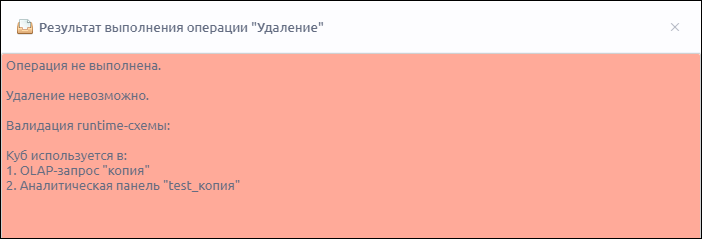 Результат выполнения операции "Удаление"
Операция не выполнена.
Удаление невозможно.
Валидация runtime-схемы:
Куб используется в:
1. OLAP-запрос "копия"
2. Аналитическая панель "test_копия"